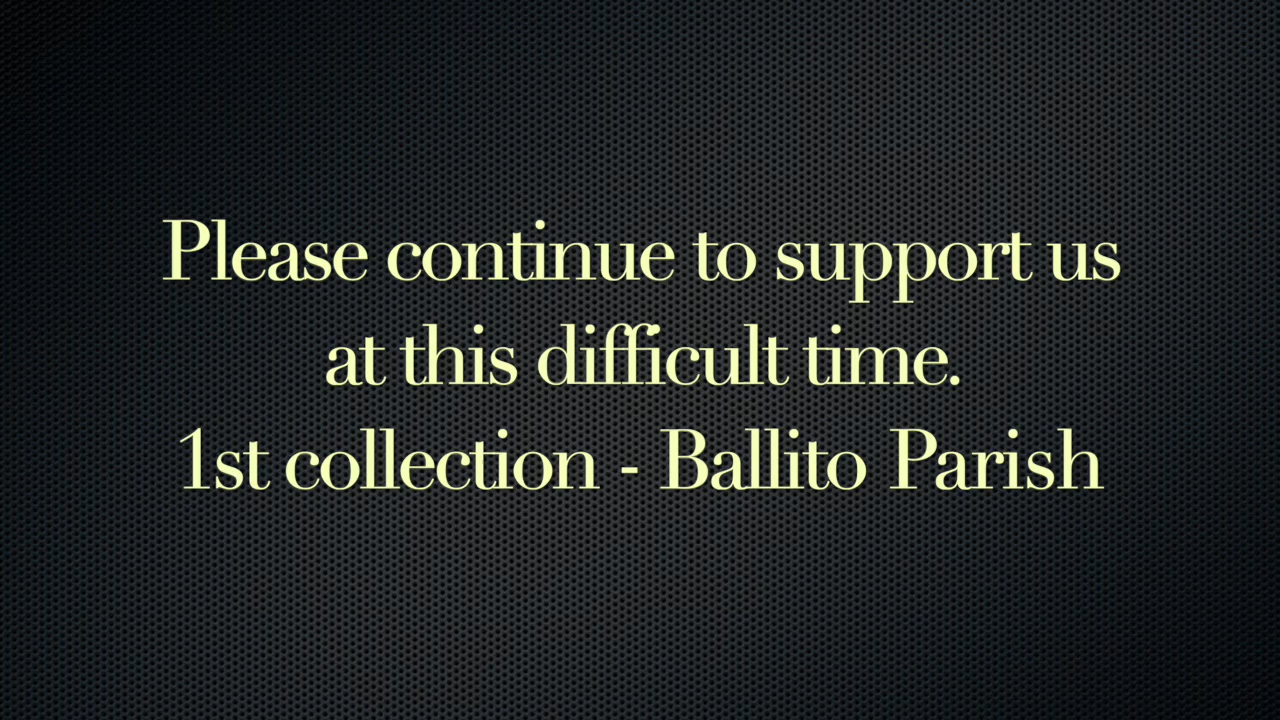 Please continue to support us
at this difficult time.
1st collection - Ballito Parish